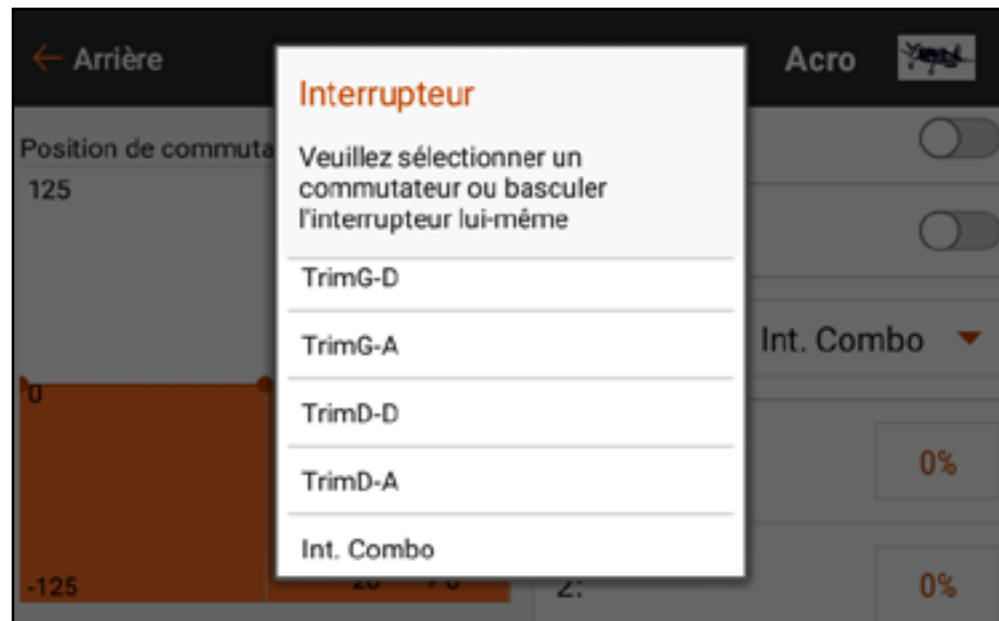 ← Arrière
Acro
Interrupteur
Position de commuta
Veuillez sélectionner un
commutateur ou basculer
l'interrupteur lui-même
125
TrimG-D
TrimG-A
Int. Combo
0
TrimD-D
0%
TrimD-A
Int. Combo
-125
2:
0%